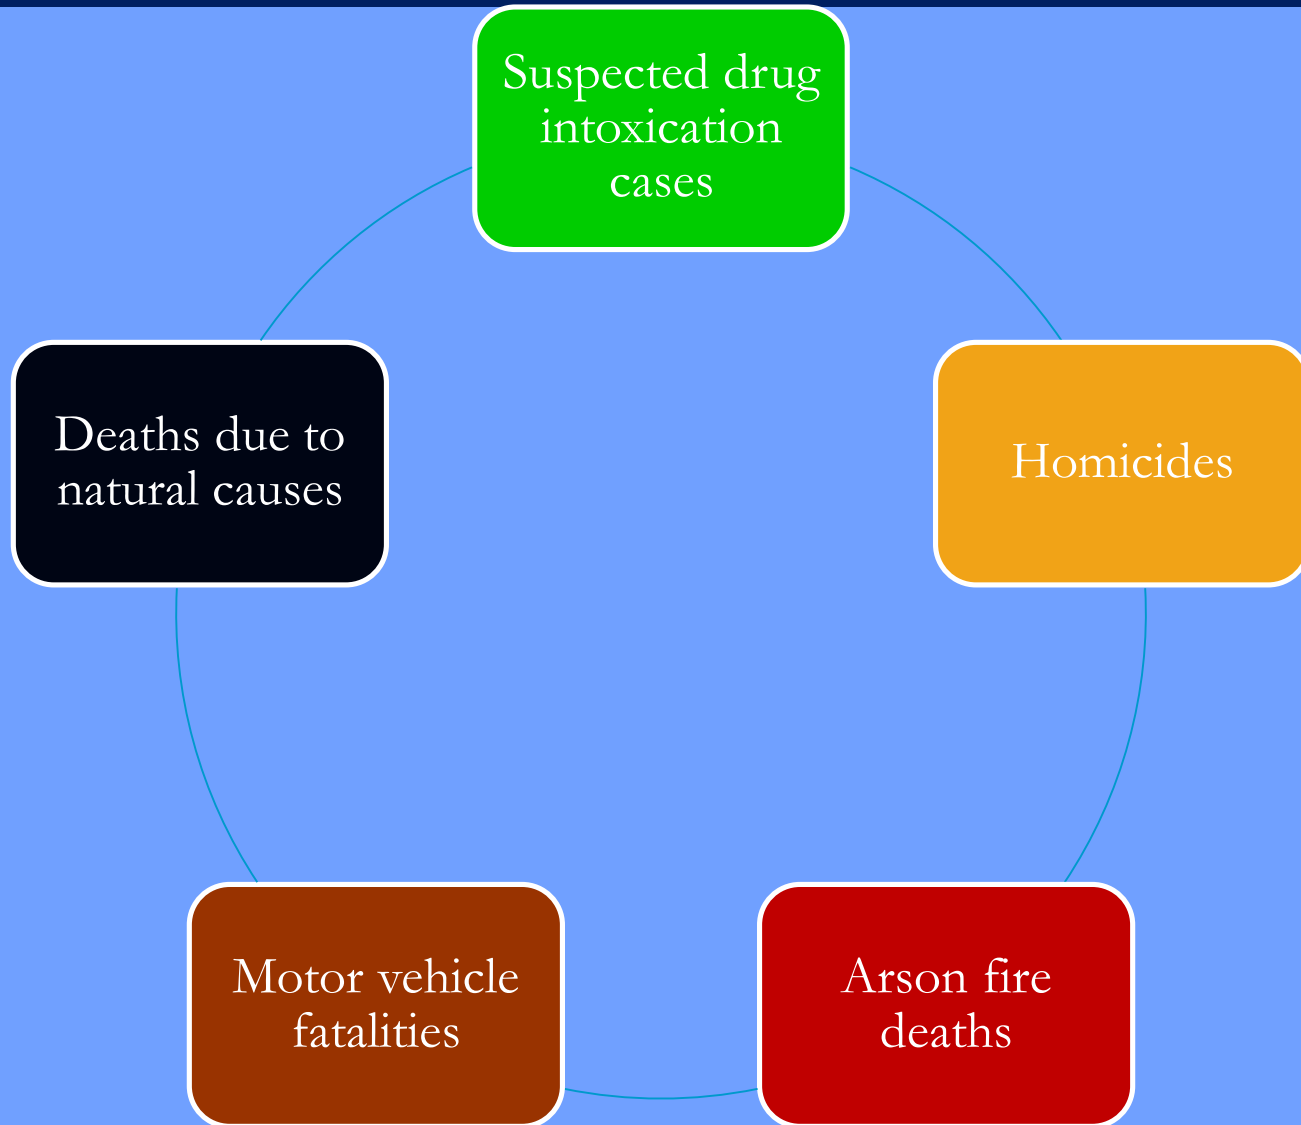 Suspected drug
intoxication
cases
Homicides
Arson fire
deaths
Motor vehicle
fatalities
Deaths due to
natural causes